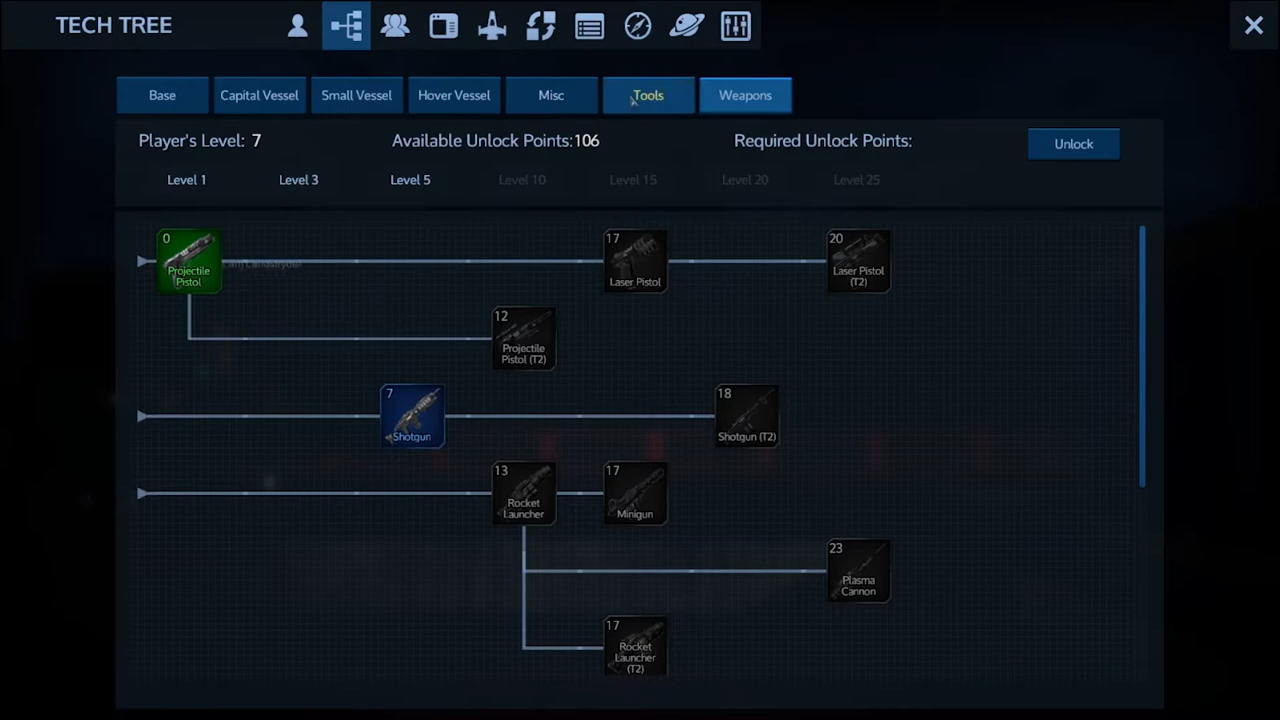 TECH TREE
Base
Capital Vessel
Small Vessel
Hover Vessel
Misc
Tools
Weapons
Player's Level: 7
Available Unlock Points:106
Required Unlock Points:
Unlock
Level 1
Level 3
Level 5
Level 10
Level 15
Level 20
Level 25
0
Projectile
Pistol
17
Laser Pistol
20
Laser Pistol
(T2)
12
Projectile
Pistol (T2)
7
Shotgun
18
Shotgun (T2)
13
Rocket
Launcher
17
Minigun
23
Plasma
Cannon
17
Rocket
Launcher
(T2)